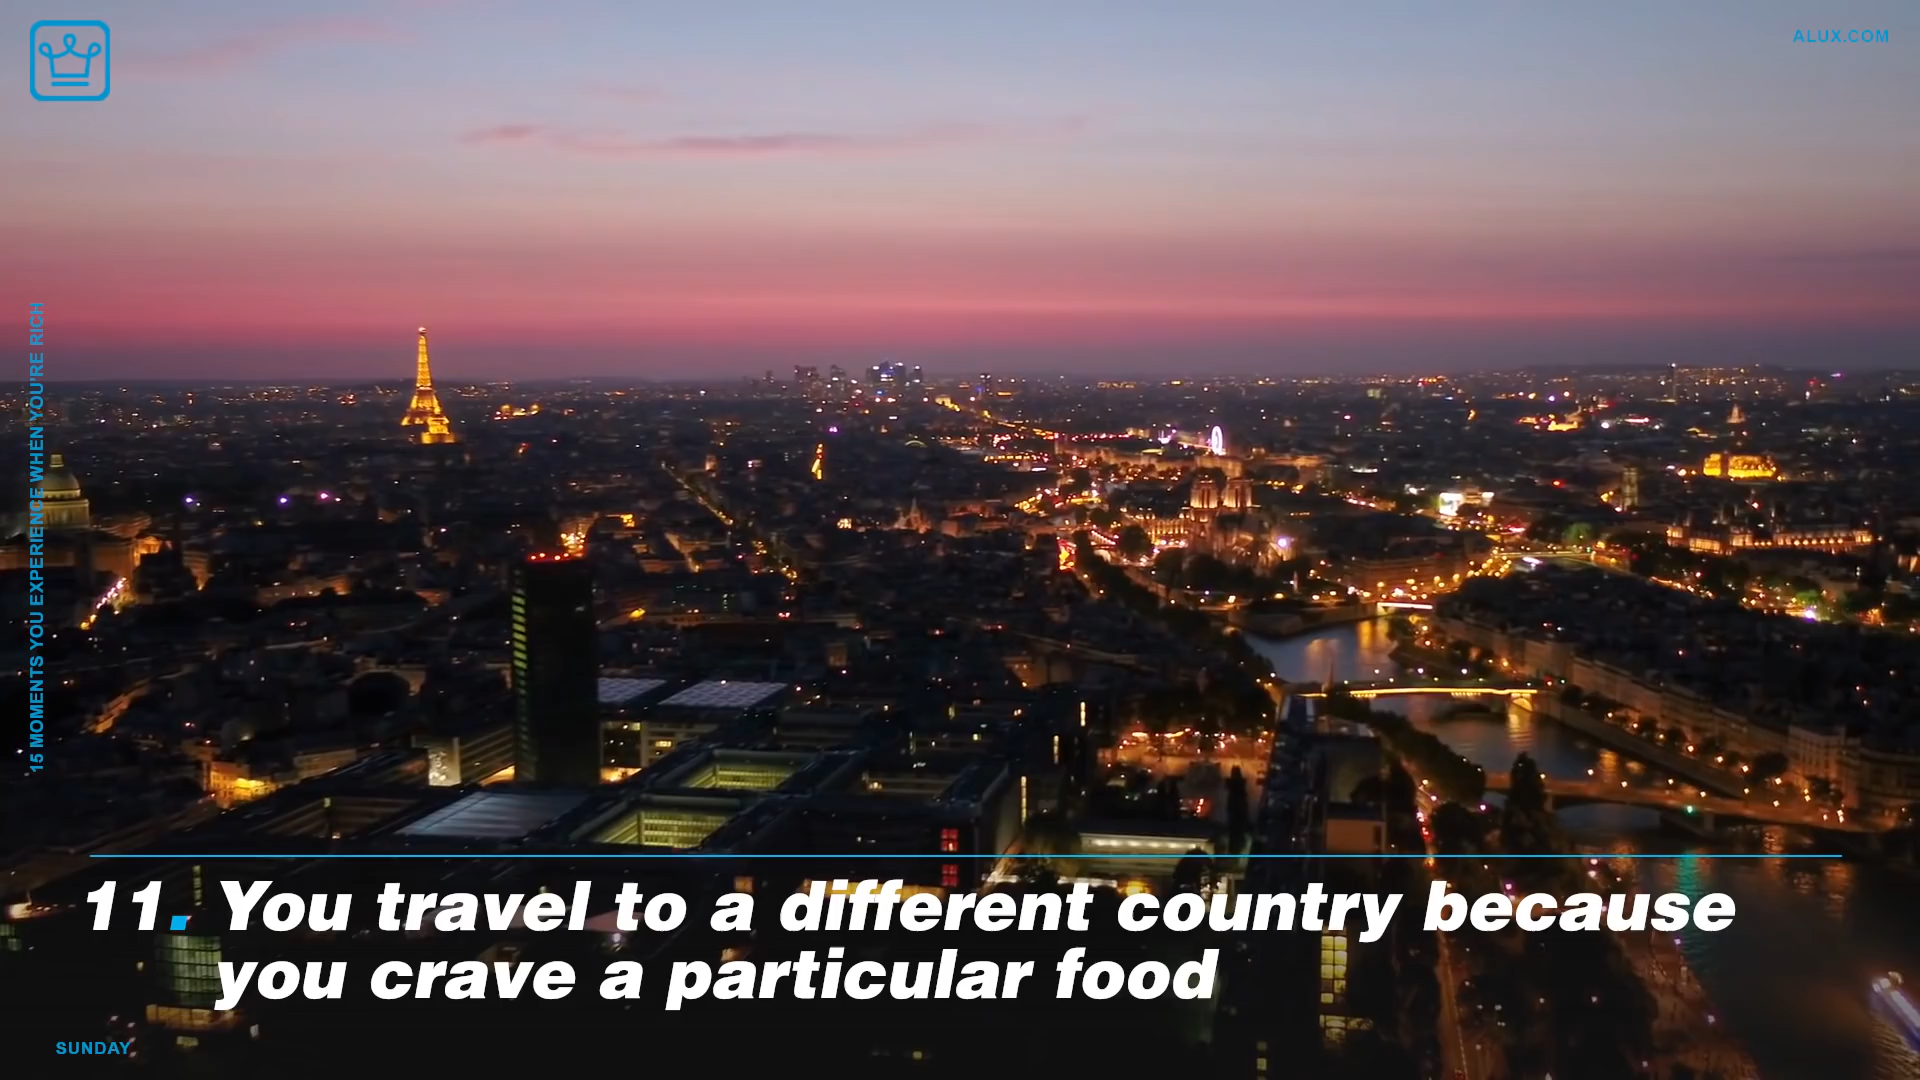 ALUX.COM
15 MOMENTS YOU EXPERIENCE WHEN YOU'RE RICH
11. You travel to a different country because
you crave a particular food
SUNDAY